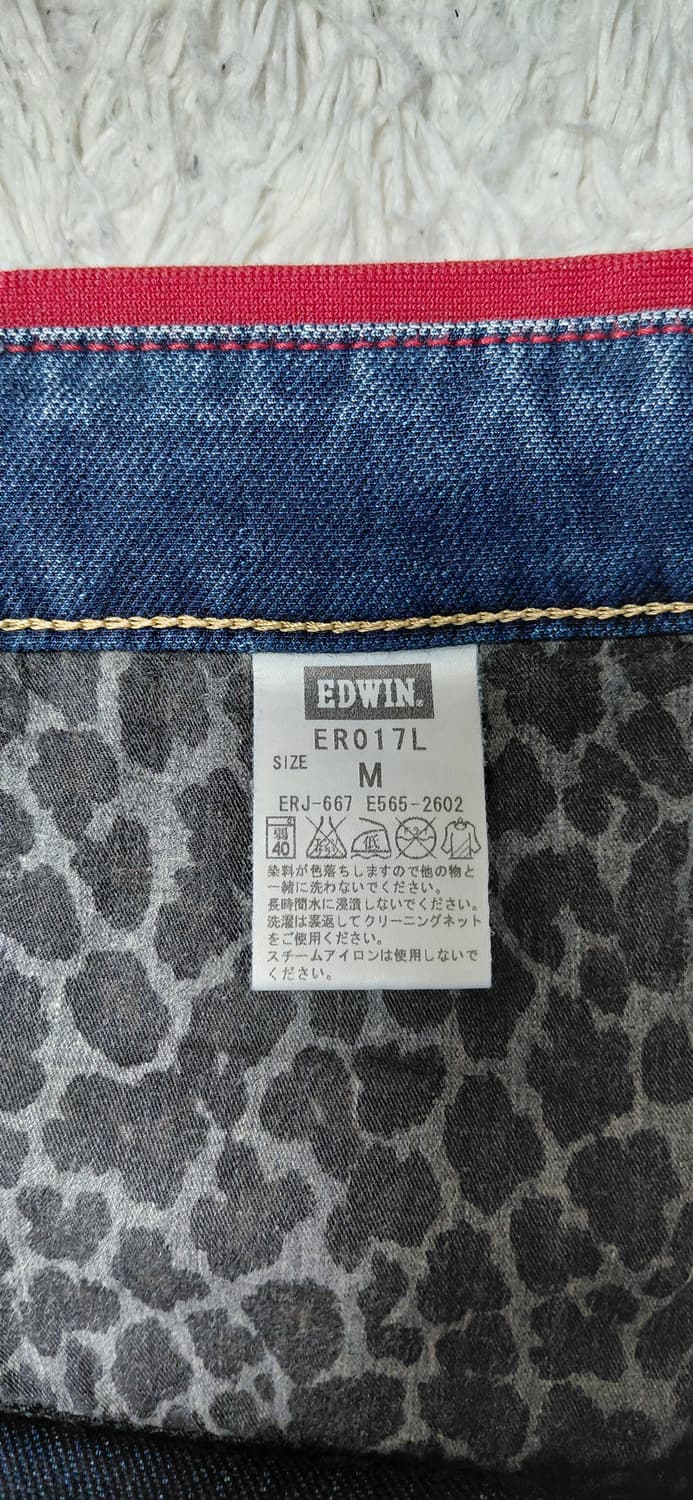 EDWIN.
ER017L
SIZE
M
ERJ-667 E565-2602
弱
40
低
染料が色落ちしますので他の物と
一緒に洗わないでください。
長時間水に浸漬しないでください。
洗濯は裏返してクリーニングネット
をご使用ください。
スチームアイロンは使用しないで
ください。